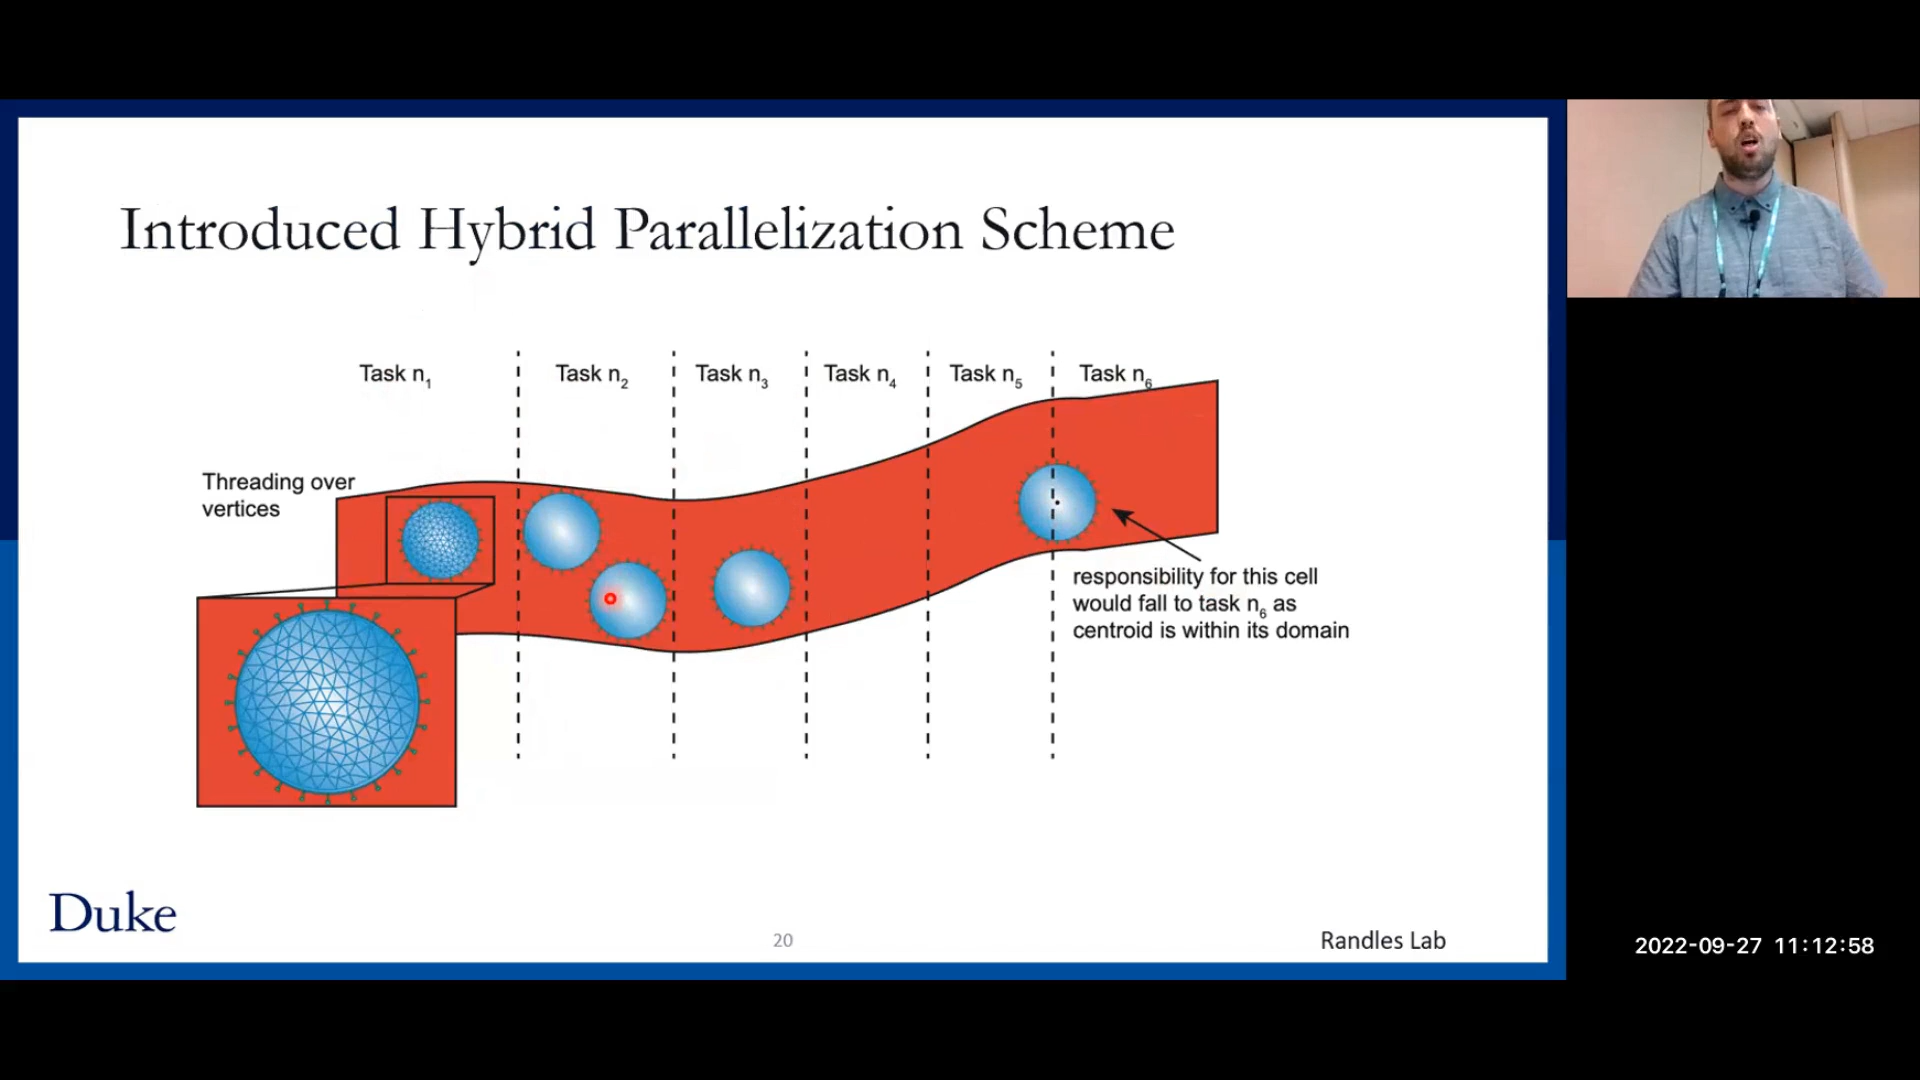 Introduced Hybrid Parallelization Scheme
Task n₁
Task n₂
Task n₃
Task n₄
Task n₅
Task n₆
Threading over
vertices
responsibility for this cell
would fall to task n₆ as
centroid is within its domain
Duke
20
Randles Lab
2022-09-27 11:12:58